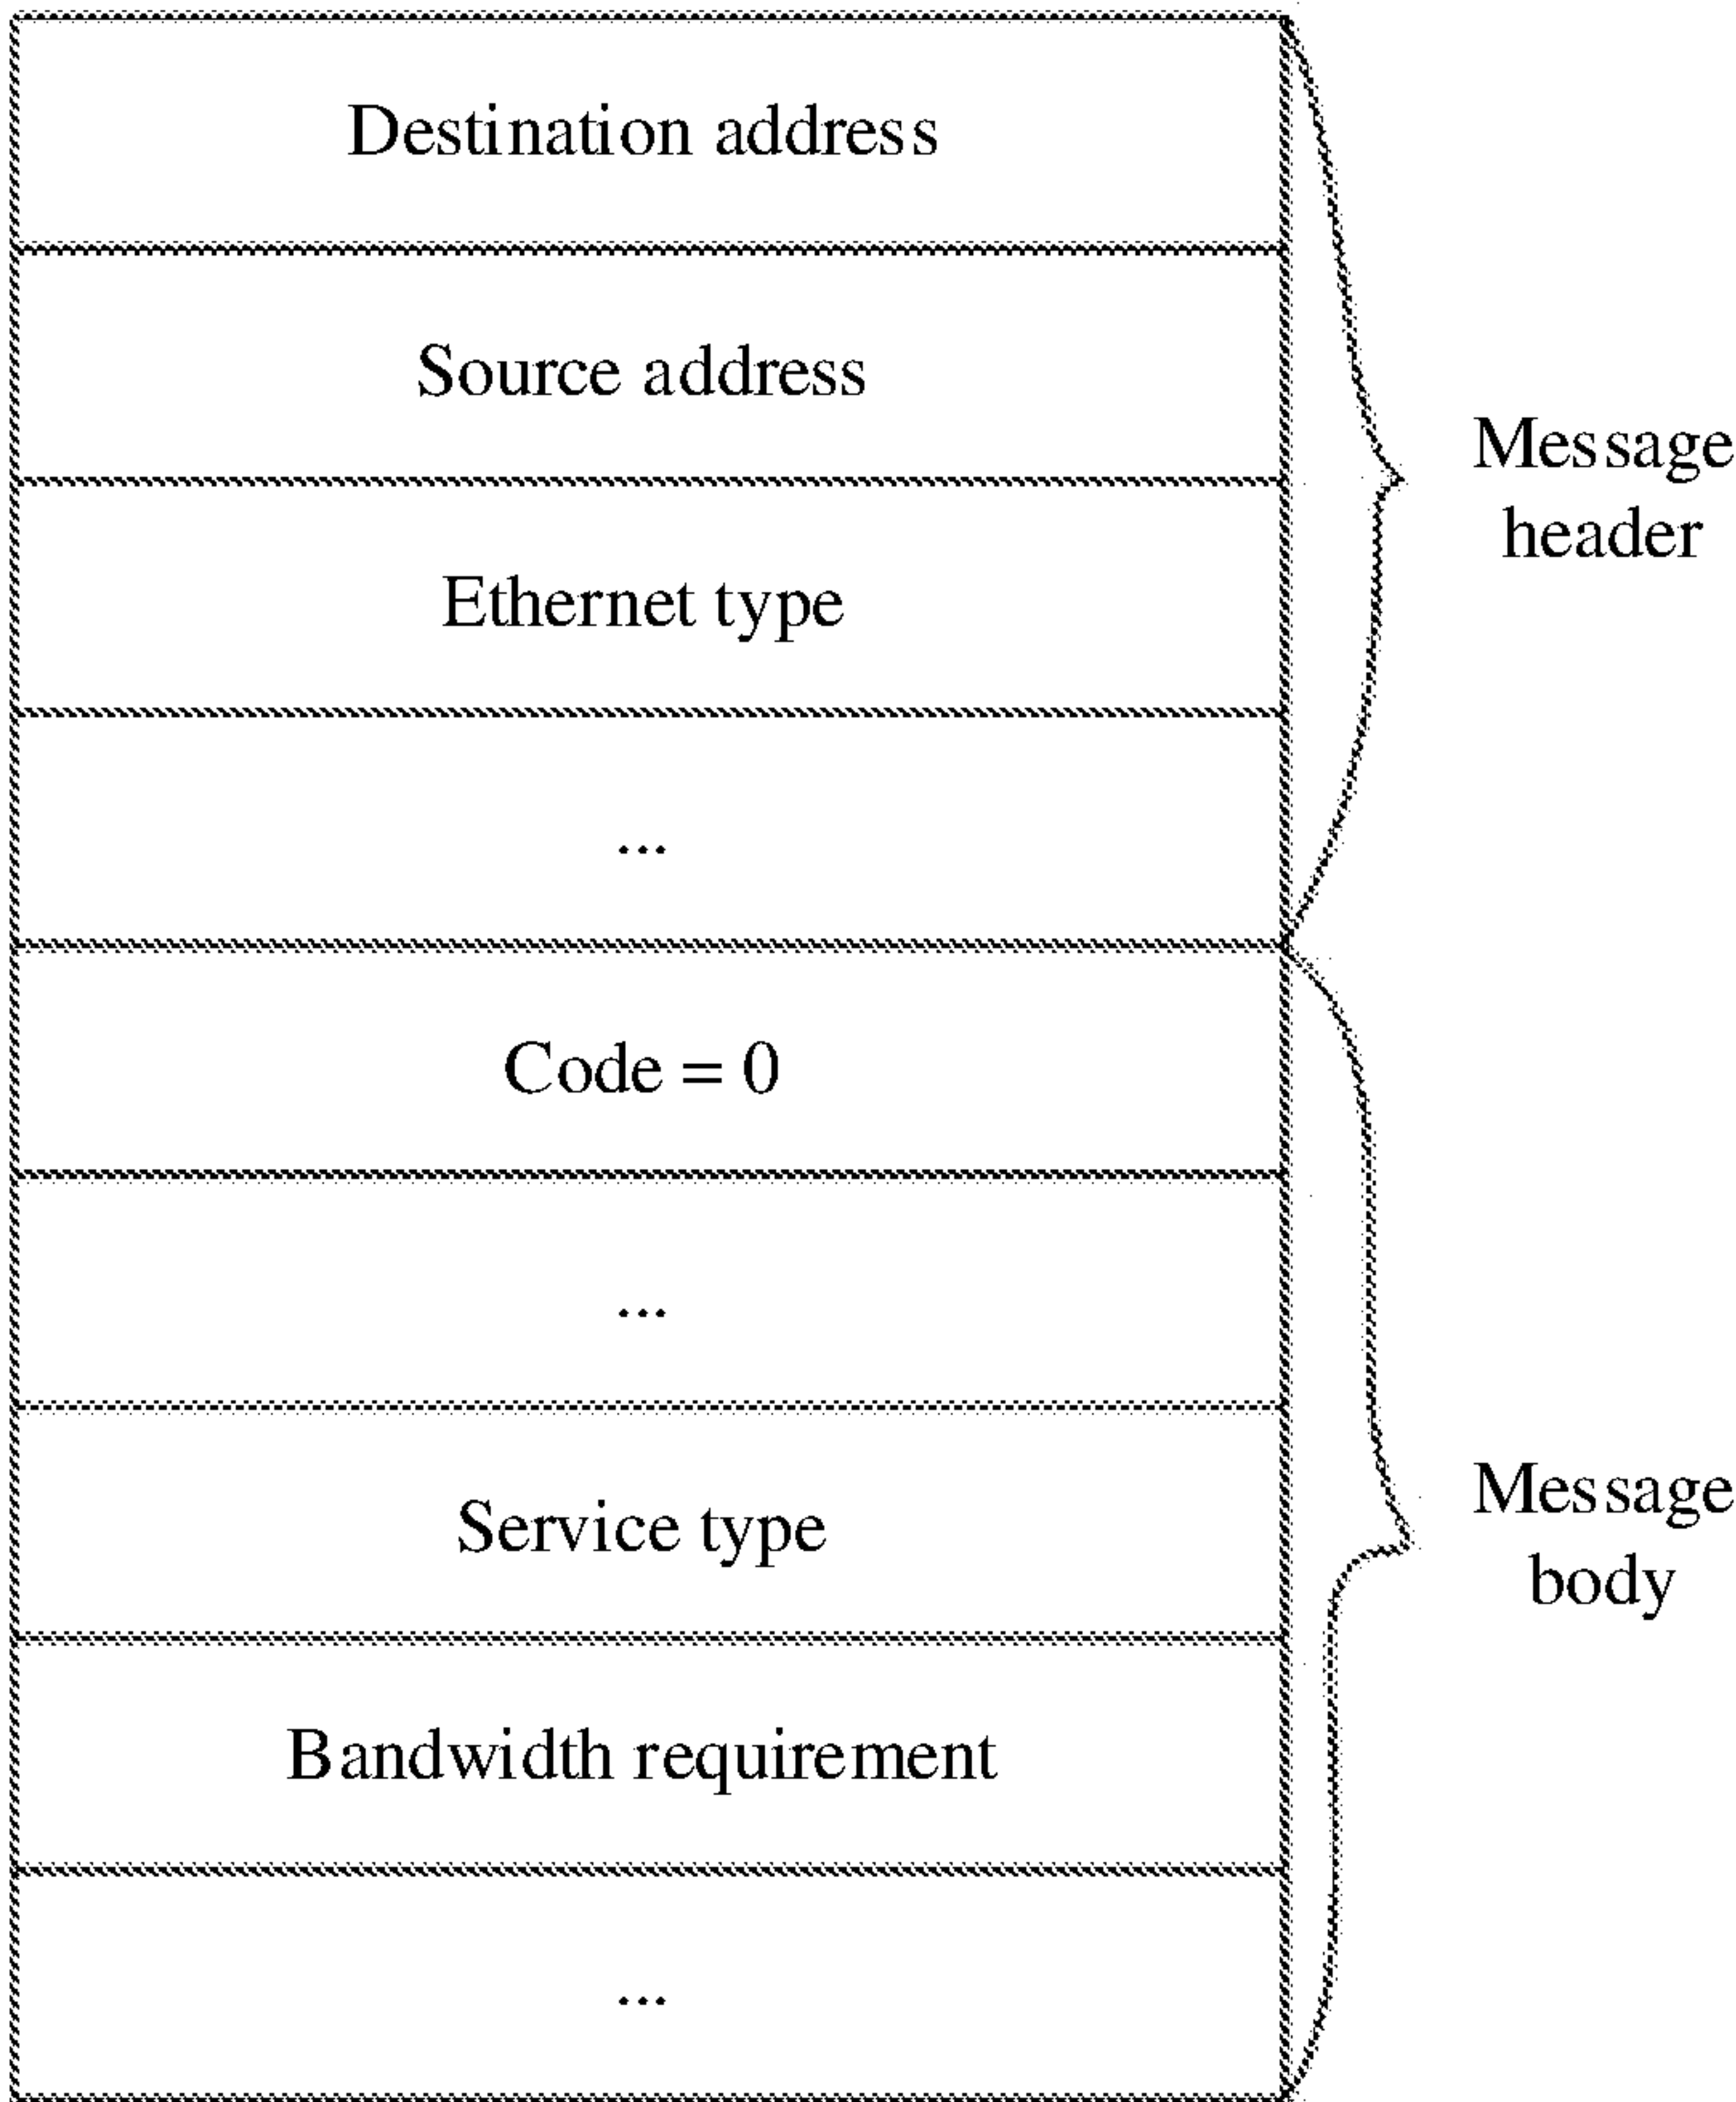 Destination address
Source address
Ethernet type
...
Message
header
Code = 0
...
Service type
Bandwidth requirement
...
Message
body